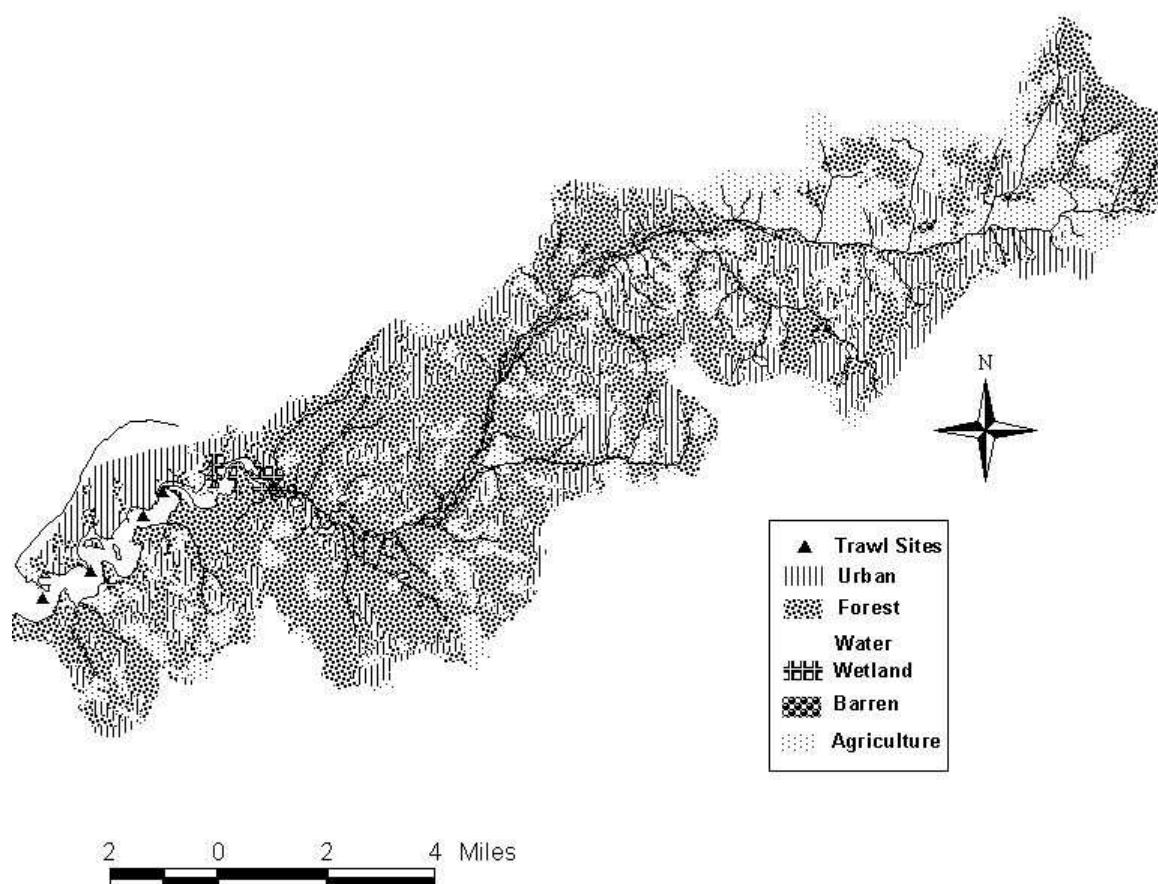 N
Trawl Sites
Urban
Forest
Water
Wetland
Barren
Agriculture
2 0 2 4 Miles